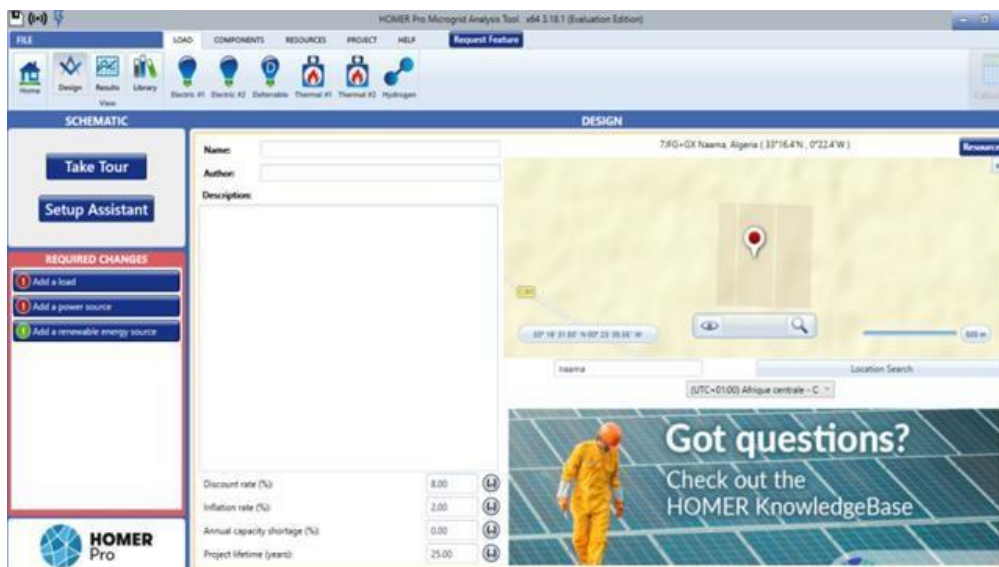 HOMER Pro Microgrid Analysis Tool x64 3.18.1 (Evaluation Edition)
FILE
LOAD COMPONENTS RESOURCES PROJECT HELP Request Feature
Home Design Results Library Electric #1 Electric #2 Deferrable Thermal #1 Thermal #2 Hydrogen
View
SCHEMATIC
DESIGN
Take Tour
Setup Assistant
REQUIRED CHANGES
Add a load
Add a power source
Add a renewable energy source
HOMER
Pro
Name:
Author:
Description:
Discount rate (%): 8.00
Inflation rate (%): 2.00
Annual capacity shortage (%): 0.00
Project lifetime (years): 25.00
Naama, Algeria ( 33°16.4'N , 0°22.4'W )
Resource
500 m
naama
Location Search
(UTC+01:00) Afrique centrale - C
Got questions?
Check out the
HOMER KnowledgeBase